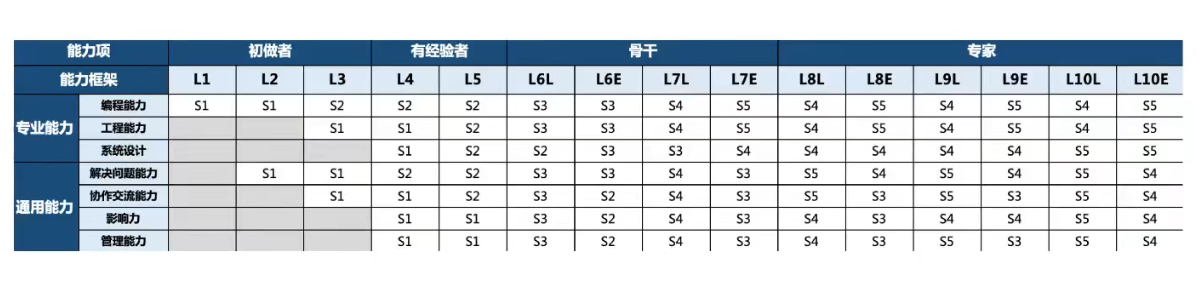 能力项 初做者 有经验者 骨干 专家
能力框架 L1 L2 L3 L4 L5 L6L L6E L7L L7E L8L L8E L9L L9E L10L L10E
专业能力 编程能力 S1 S1 S2 S2 S2 S3 S3 S4 S5 S4 S5 S4 S5 S4 S5
工程能力 S1 S1 S2 S3 S3 S4 S5 S4 S5 S4 S5 S4 S5
系统设计 S1 S2 S2 S3 S3 S4 S4 S4 S4 S4 S5 S5
通用能力 解决问题能力 S1 S1 S2 S2 S3 S3 S4 S3 S5 S4 S5 S4 S5 S4
协作交流能力 S1 S1 S2 S3 S2 S4 S3 S5 S3 S5 S3 S5 S4
影响力 S1 S1 S3 S2 S4 S3 S4 S3 S4 S3 S5 S4
管理能力 S1 S1 S3 S2 S4 S3 S4 S3 S5 S3 S5 S4